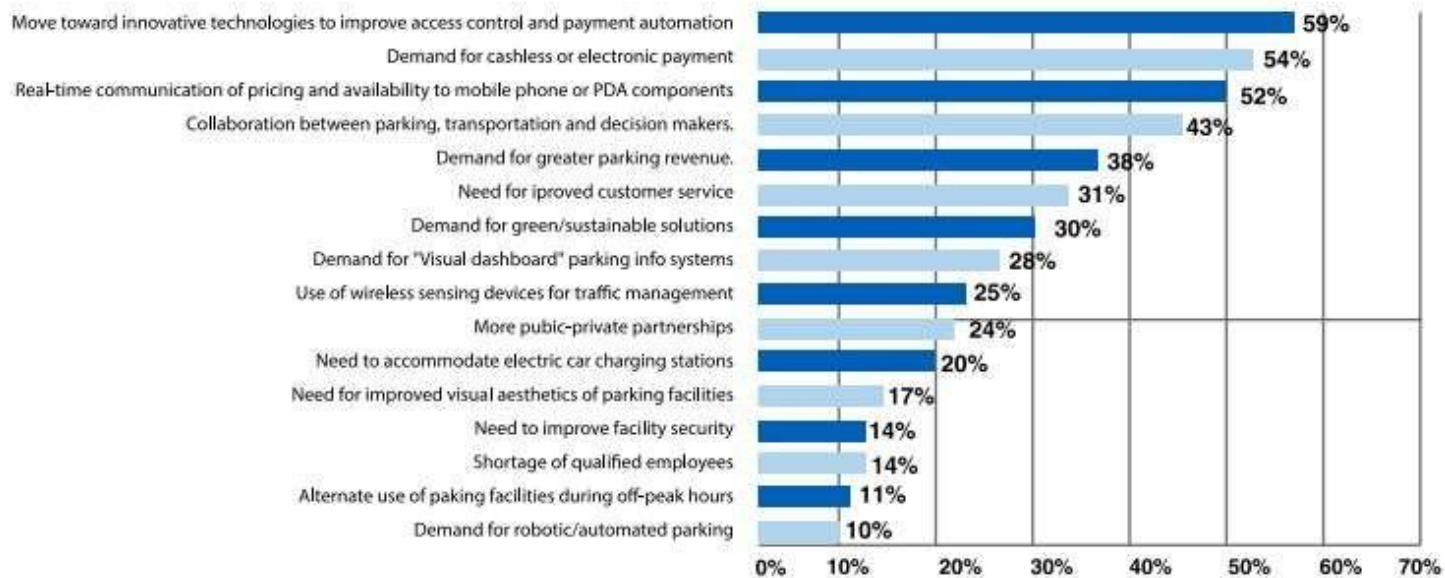 Move toward innovative technologies to improve access control and payment automation 59%
Demand for cashless or electronic payment 54%
Real-time communication of pricing and availability to mobile phone or PDA components 52%
Collaboration between parking, transportation and decision makers. 43%
Demand for greater parking revenue. 38%
Need for iproved customer service 31%
Demand for green/sustainable solutions 30%
Demand for "Visual dashboard" parking info systems 28%
Use of wireless sensing devices for traffic management 25%
More pubic-private partnerships 24%
Need to accommodate electric car charging stations 20%
Need for improved visual aesthetics of parking facilities 17%
Need to improve facility security 14%
Shortage of qualified employees 14%
Alternate use of paking facilities during off-peak hours 11%
Demand for robotic/automated parking 10%
0% 10% 20% 30% 40% 50% 60% 70%